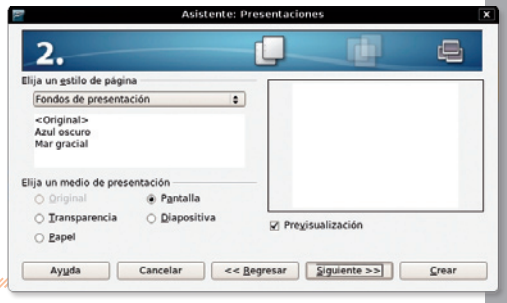 Asistente: Presentaciones
2.
Elija un estilo de página
Fondos de presentación
<Original>
Azul oscuro
Mar gracial
Elija un medio de presentación
Original
Pantalla
Transparencia
Diapositiva
Papel
Previsualización
Ayuda
Cancelar
<< Regresar
Siguiente >>
Crear